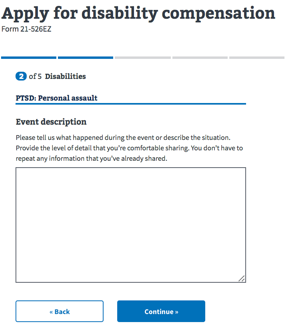 Apply for disability compensation
Form 21-526EZ
2 of 5 Disabilities
PTSD: Personal assault
Event description
Please tell us what happened during the event or describe the situation.
Provide the level of detail that you're comfortable sharing. You don't have to
repeat any information that you've already shared.
« Back
Continue »